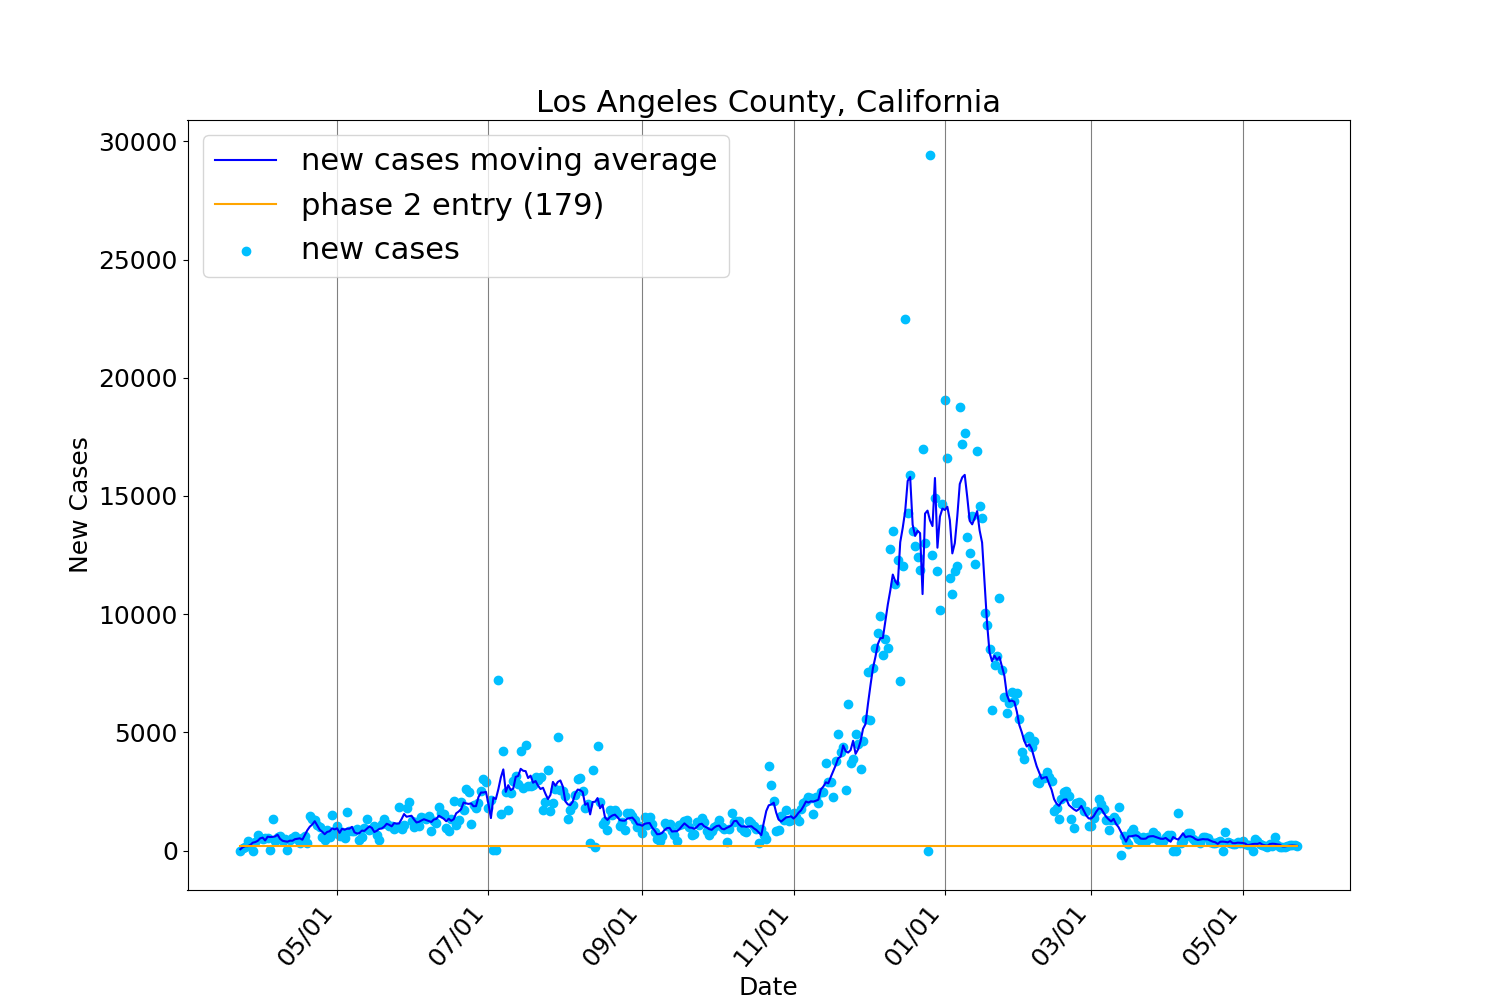 Los Angeles County, California
30000
25000
20000
15000
10000
5000
0
New Cases
new cases moving average
phase 2 entry (179)
new cases
05/01
07/01
09/01
11/01
01/01
03/01
05/01
Date